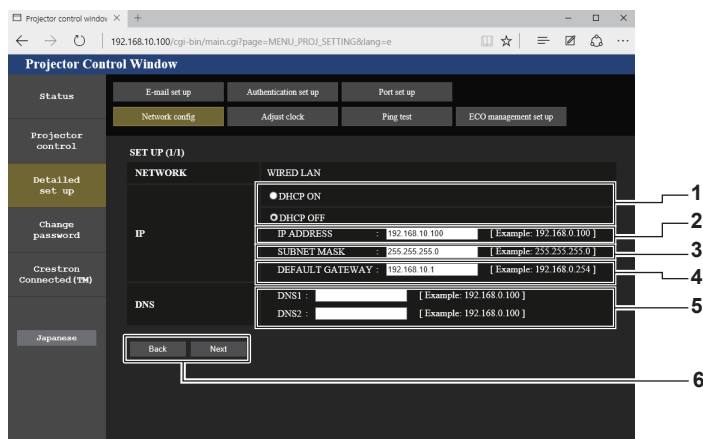 Projector control window
192.168.10.100/cgi-bin/main.cgi?page=MENU_PROJ_SETTING&lang=e
Projector Control Window
Status
Projector
control
Detailed
set up
Change
password
Crestron
Connected(TM)
Japanese
E-mail set up
Authentication set up
Port set up
Network config
Adjust clock
Ping test
ECO management set up
SET UP (1/1)
NETWORK
WIRED LAN
IP
DHCP ON
DHCP OFF
IP ADDRESS : 192.168.10.100 [ Example: 192.168.0.100 ]
SUBNET MASK : 255.255.255.0 [ Example: 255.255.255.0 ]
DEFAULT GATEWAY : 192.168.10.1 [ Example: 192.168.0.254 ]
DNS
DNS1 : [ Example: 192.168.0.100 ]
DNS2 : [ Example: 192.168.0.100 ]
Back
Next
1
2
3
4
5
6